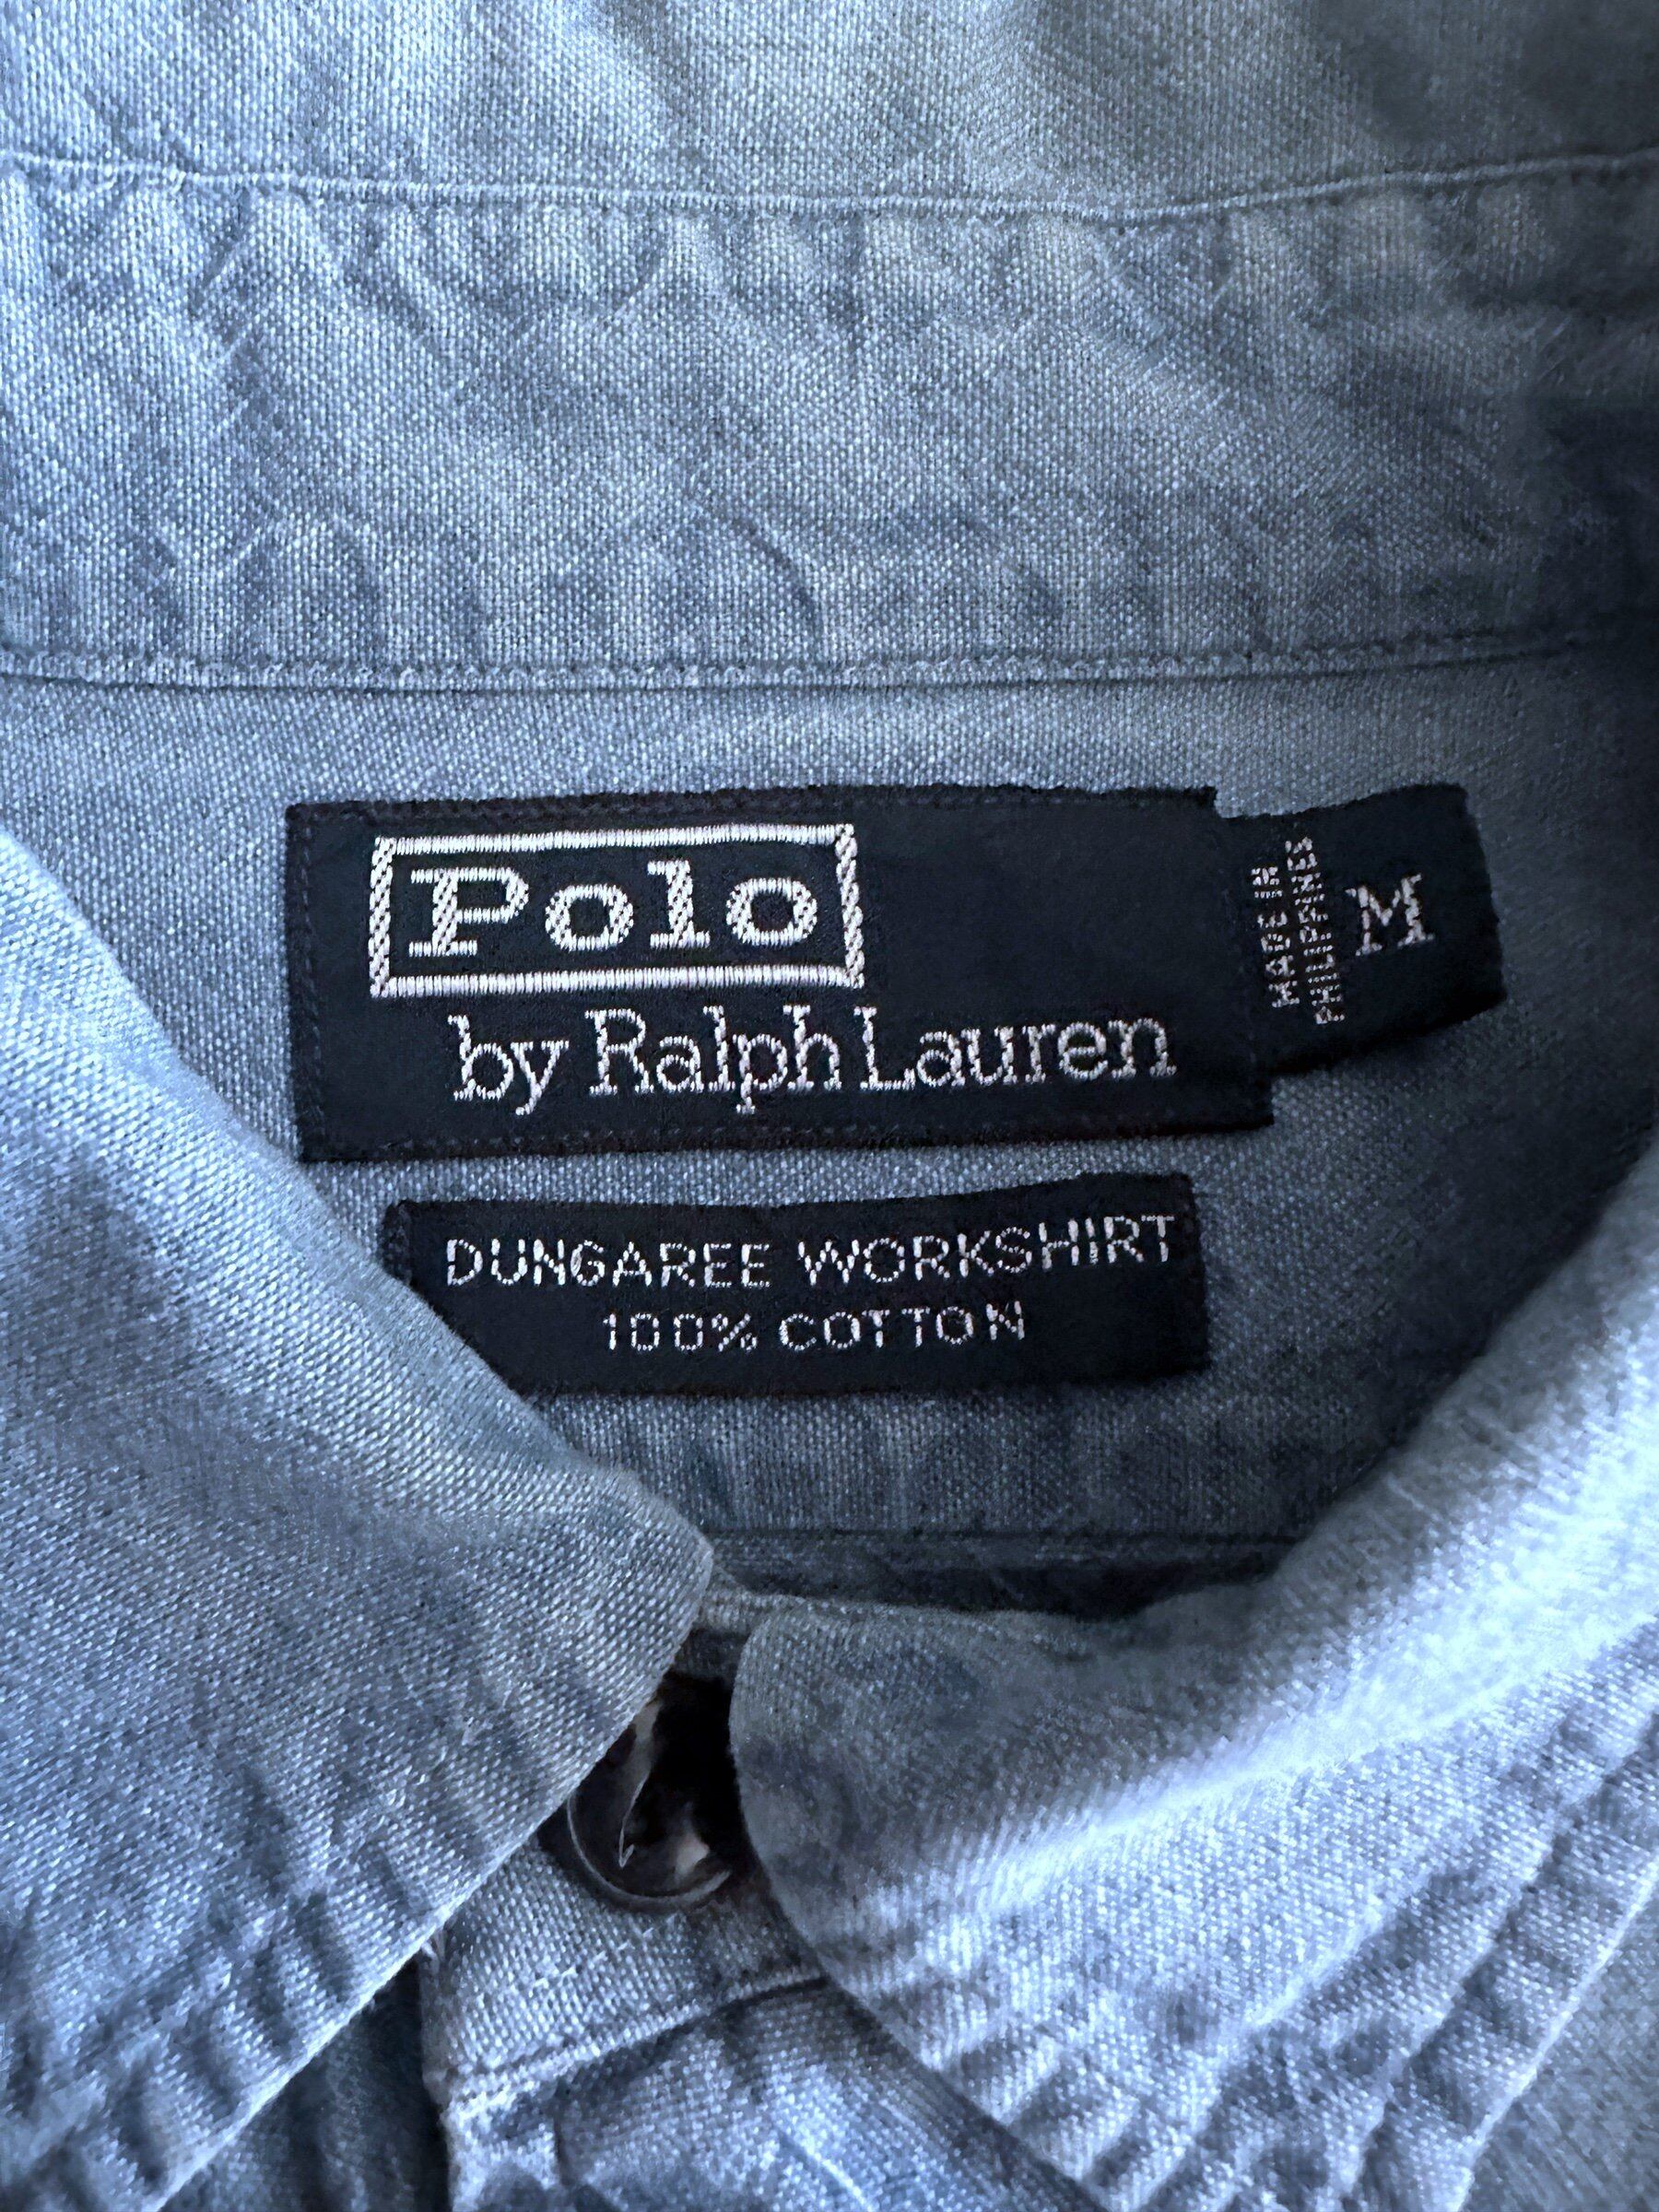 Polo
by Ralph Lauren
MADE IN
PHILIPPINES
M
DUNGAREE WORKSHIRT
100% COTTON